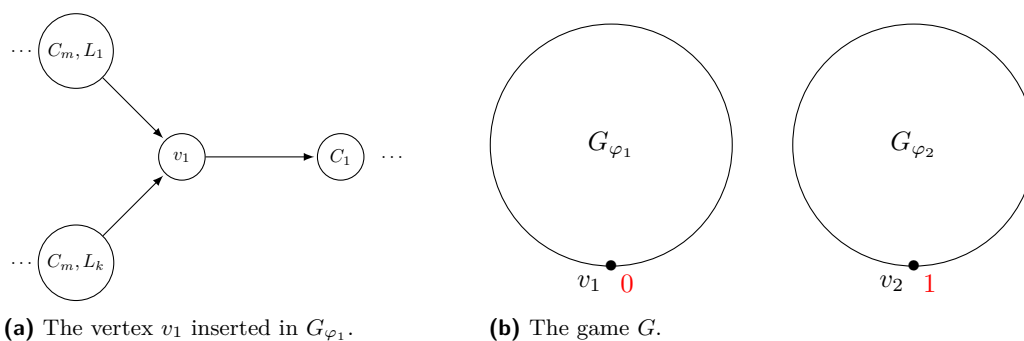 ··· C_m, L_1
v_1
C_1 ···
··· C_m, L_k
(a) The vertex v_1 inserted in G_{φ_1}.
G_{φ_1}
G_{φ_2}
v_1 0
v_2 1
(b) The game G.